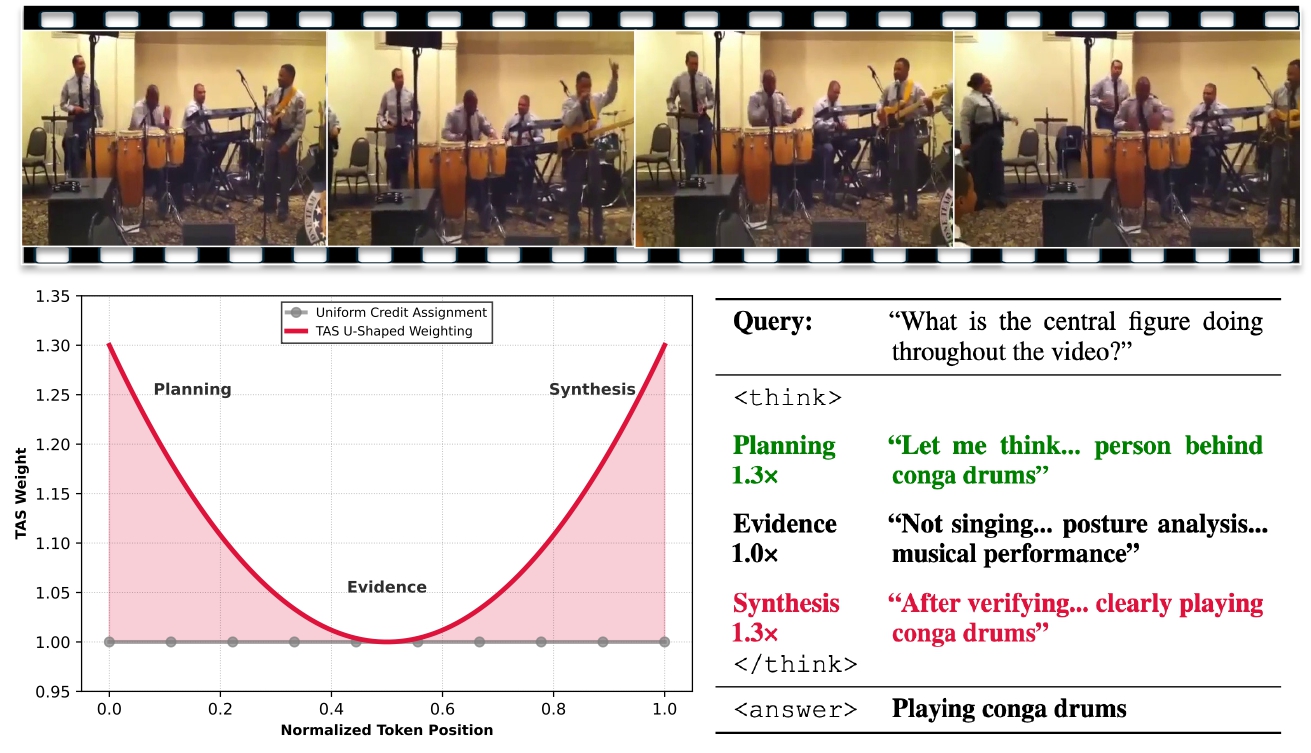 1.35
1.30
1.25
1.20
1.15
1.10
1.05
1.00
0.95
TAS Weight
Uniform Credit Assignment
TAS U-Shaped Weighting
Planning
Synthesis
Evidence
0.0 0.2 0.4 0.6 0.8 1.0
Normalized Token Position
Query: “What is the central figure doing
throughout the video?”
<think>
Planning “Let me think... person behind
1.3× conga drums”
Evidence “Not singing... posture analysis...
1.0× musical performance”
Synthesis “After verifying... clearly playing
1.3× conga drums”
</think>
<answer> Playing conga drums